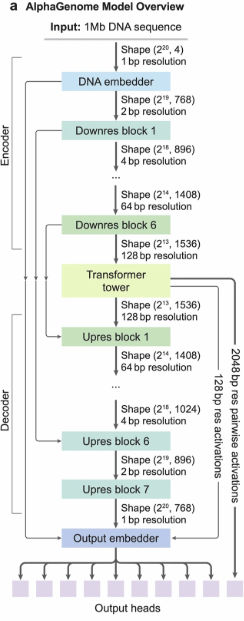 a AlphaGenome Model Overview
Input: 1Mb DNA sequence
Shape (2²⁰, 4)
1 bp resolution
DNA embedder
Shape (2¹⁹, 768)
2 bp resolution
Downres block 1
Shape (2¹⁸, 896)
4 bp resolution
...
Shape (2¹⁴, 1408)
64 bp resolution
Downres block 6
Shape (2¹³, 1536)
128 bp resolution
Encoder
Transformer
tower
Shape (2¹³, 1536)
128 bp resolution
Upres block 1
Shape (2¹⁴, 1408)
64 bp resolution
...
Shape (2¹⁸, 1024)
4 bp resolution
Upres block 6
Shape (2¹⁹, 896)
2 bp resolution
Upres block 7
Shape (2²⁰, 768)
1 bp resolution
Decoder
128 bp res activations
2048 bp res pairwise activations
Output embedder
Output heads